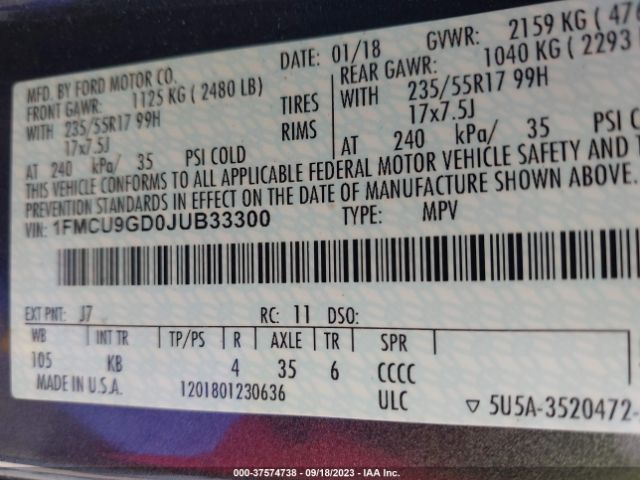 MFD. BY FORD MOTOR CO. DATE: 01/18 GVWR: 2159 KG (
FRONT GAWR: 1125 KG ( 2480 LB) REAR GAWR: 1040 KG ( 2293
WITH 235/55R17 99H TIRES WITH 235/55R17 99H
17x7.5J RIMS 17x7.5J
AT 240 kPa/ 35 PSI COLD AT 240 kPa/ 35 PSI COLD
THIS VEHICLE CONFORMS TO ALL APPLICABLE FEDERAL MOTOR VEHICLE SAFETY AND
PREVENTION STANDARDS IN EFFECT ON THE DATE OF MANUFACTURE SHOWN ABOVE.
VIN: 1FMCU9GD0JUB33300 TYPE: MPV
EXT PNT: J7 RC: 11 DSO:
WB INT TR TP/PS R AXLE TR SPR
105 KB 4 35 6 CCCC
MADE IN U.S.A. 1201801230636 ULC ▽ 5U5A-3520472-
000-37574738 - 09/18/2023 - IAA Inc.